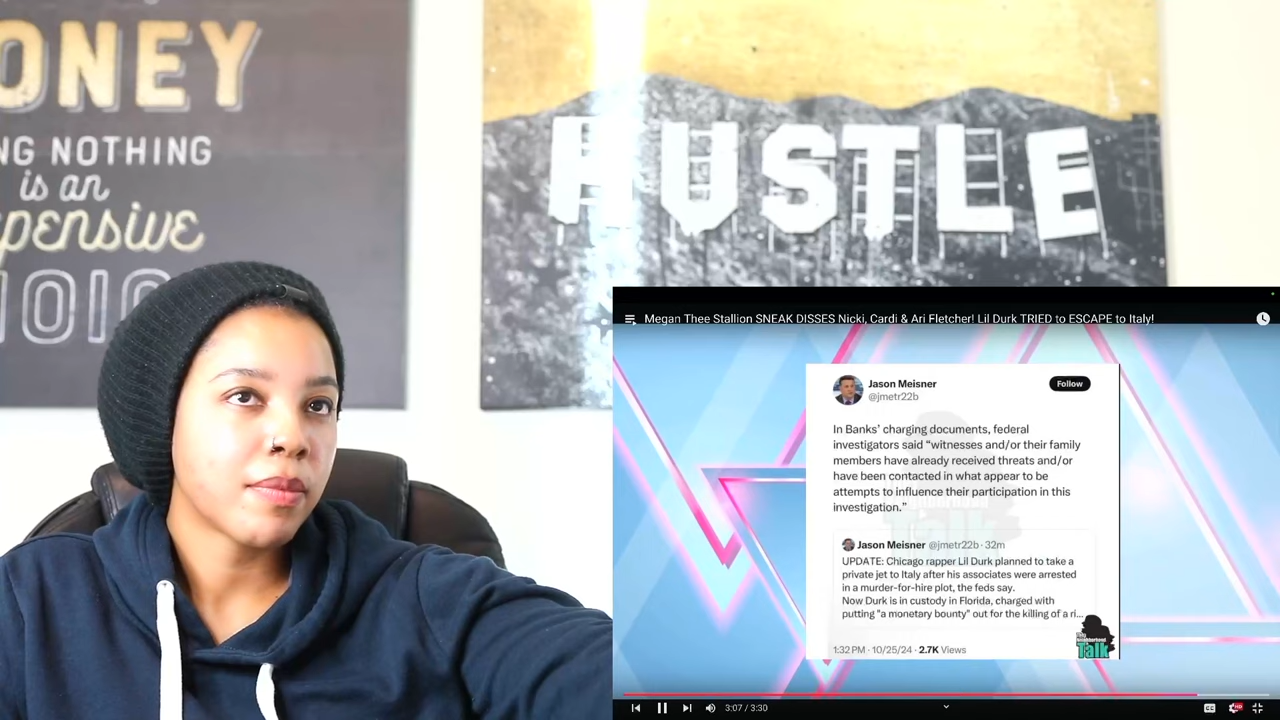 ONEY
NG NOTHING
is an
pensive
HUSTLE
Megan Thee Stallion SNEAK DISSES Nicki, Cardi & Ari Fletcher! Lil Durk TRIED to ESCAPE to Italy!
Jason Meisner
@jmetr22b
Follow
In Banks’ charging documents, federal
investigators said “witnesses and/or their family
members have already received threats and/or
have been contacted in what appear to be
attempts to influence their participation in this
investigation.”
Jason Meisner @jmetr22b · 32m
UPDATE: Chicago rapper Lil Durk planned to take a
private jet to Italy after his associates were arrested
in a murder-for-hire plot, the feds say.
Now Durk is in custody in Florida, charged with
putting "a monetary bounty" out for the killing of a ri...
1:32 PM · 10/25/24 · 2.7K Views
The
Neighborhood
Talk
3:07 / 3:30
CC
HD